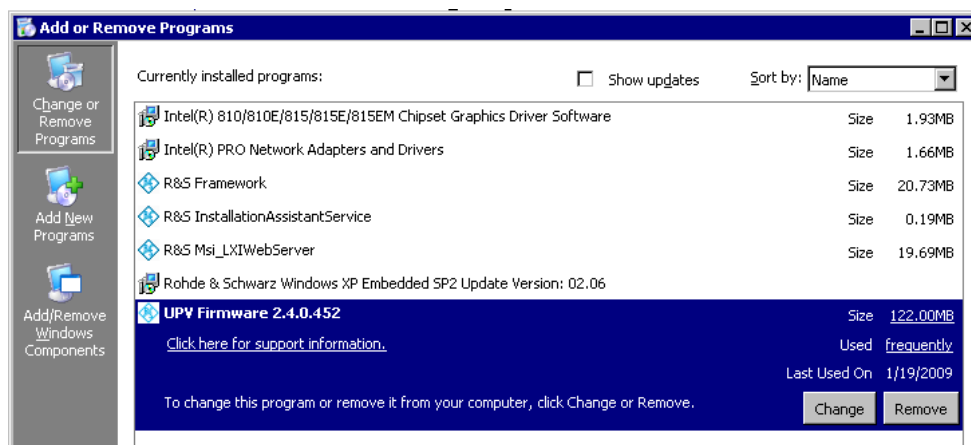 Add or Remove Programs
Change or
Remove
Programs
Add New
Programs
Add/Remove
Windows
Components
Currently installed programs:
Show updates
Sort by: Name
Intel(R) 810/810E/815/815E/815EM Chipset Graphics Driver Software Size 1.93MB
Intel(R) PRO Network Adapters and Drivers Size 1.66MB
R&S Framework Size 20.73MB
R&S InstallationAssistantService Size 0.19MB
R&S Msi_LXIWebServer Size 19.69MB
Rohde & Schwarz Windows XP Embedded SP2 Update Version: 02.06
UPV Firmware 2.4.0.452 Size 122.00MB
Click here for support information. Used frequently
Last Used On 1/19/2009
To change this program or remove it from your computer, click Change or Remove. Change Remove